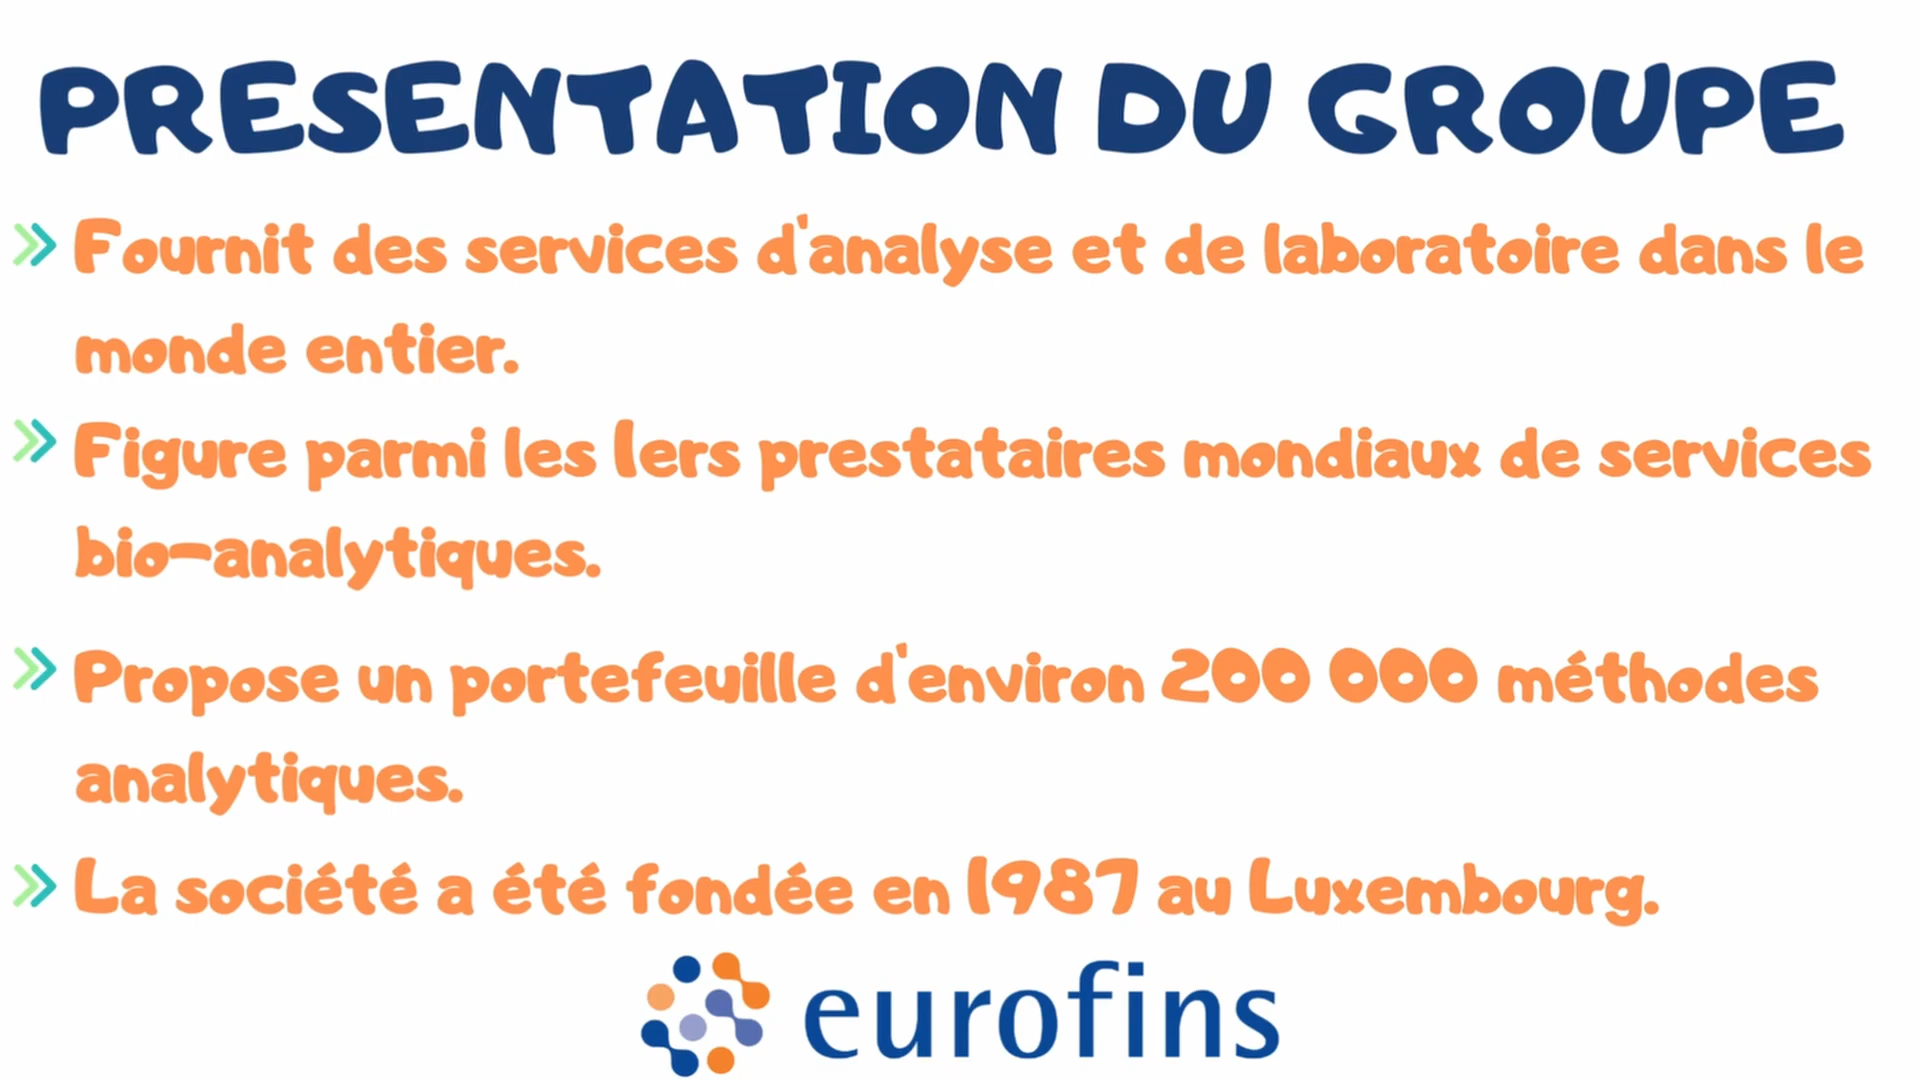 PRESENTATION DU GROUPE
Fournit des services d'analyse et de laboratoire dans le
monde entier.
Figure parmi les 1ers prestataires mondiaux de services
bio-analytiques.
Propose un portefeuille d'environ 200 000 méthodes
analytiques.
La société a été fondée en 1987 au Luxembourg.
eurofins